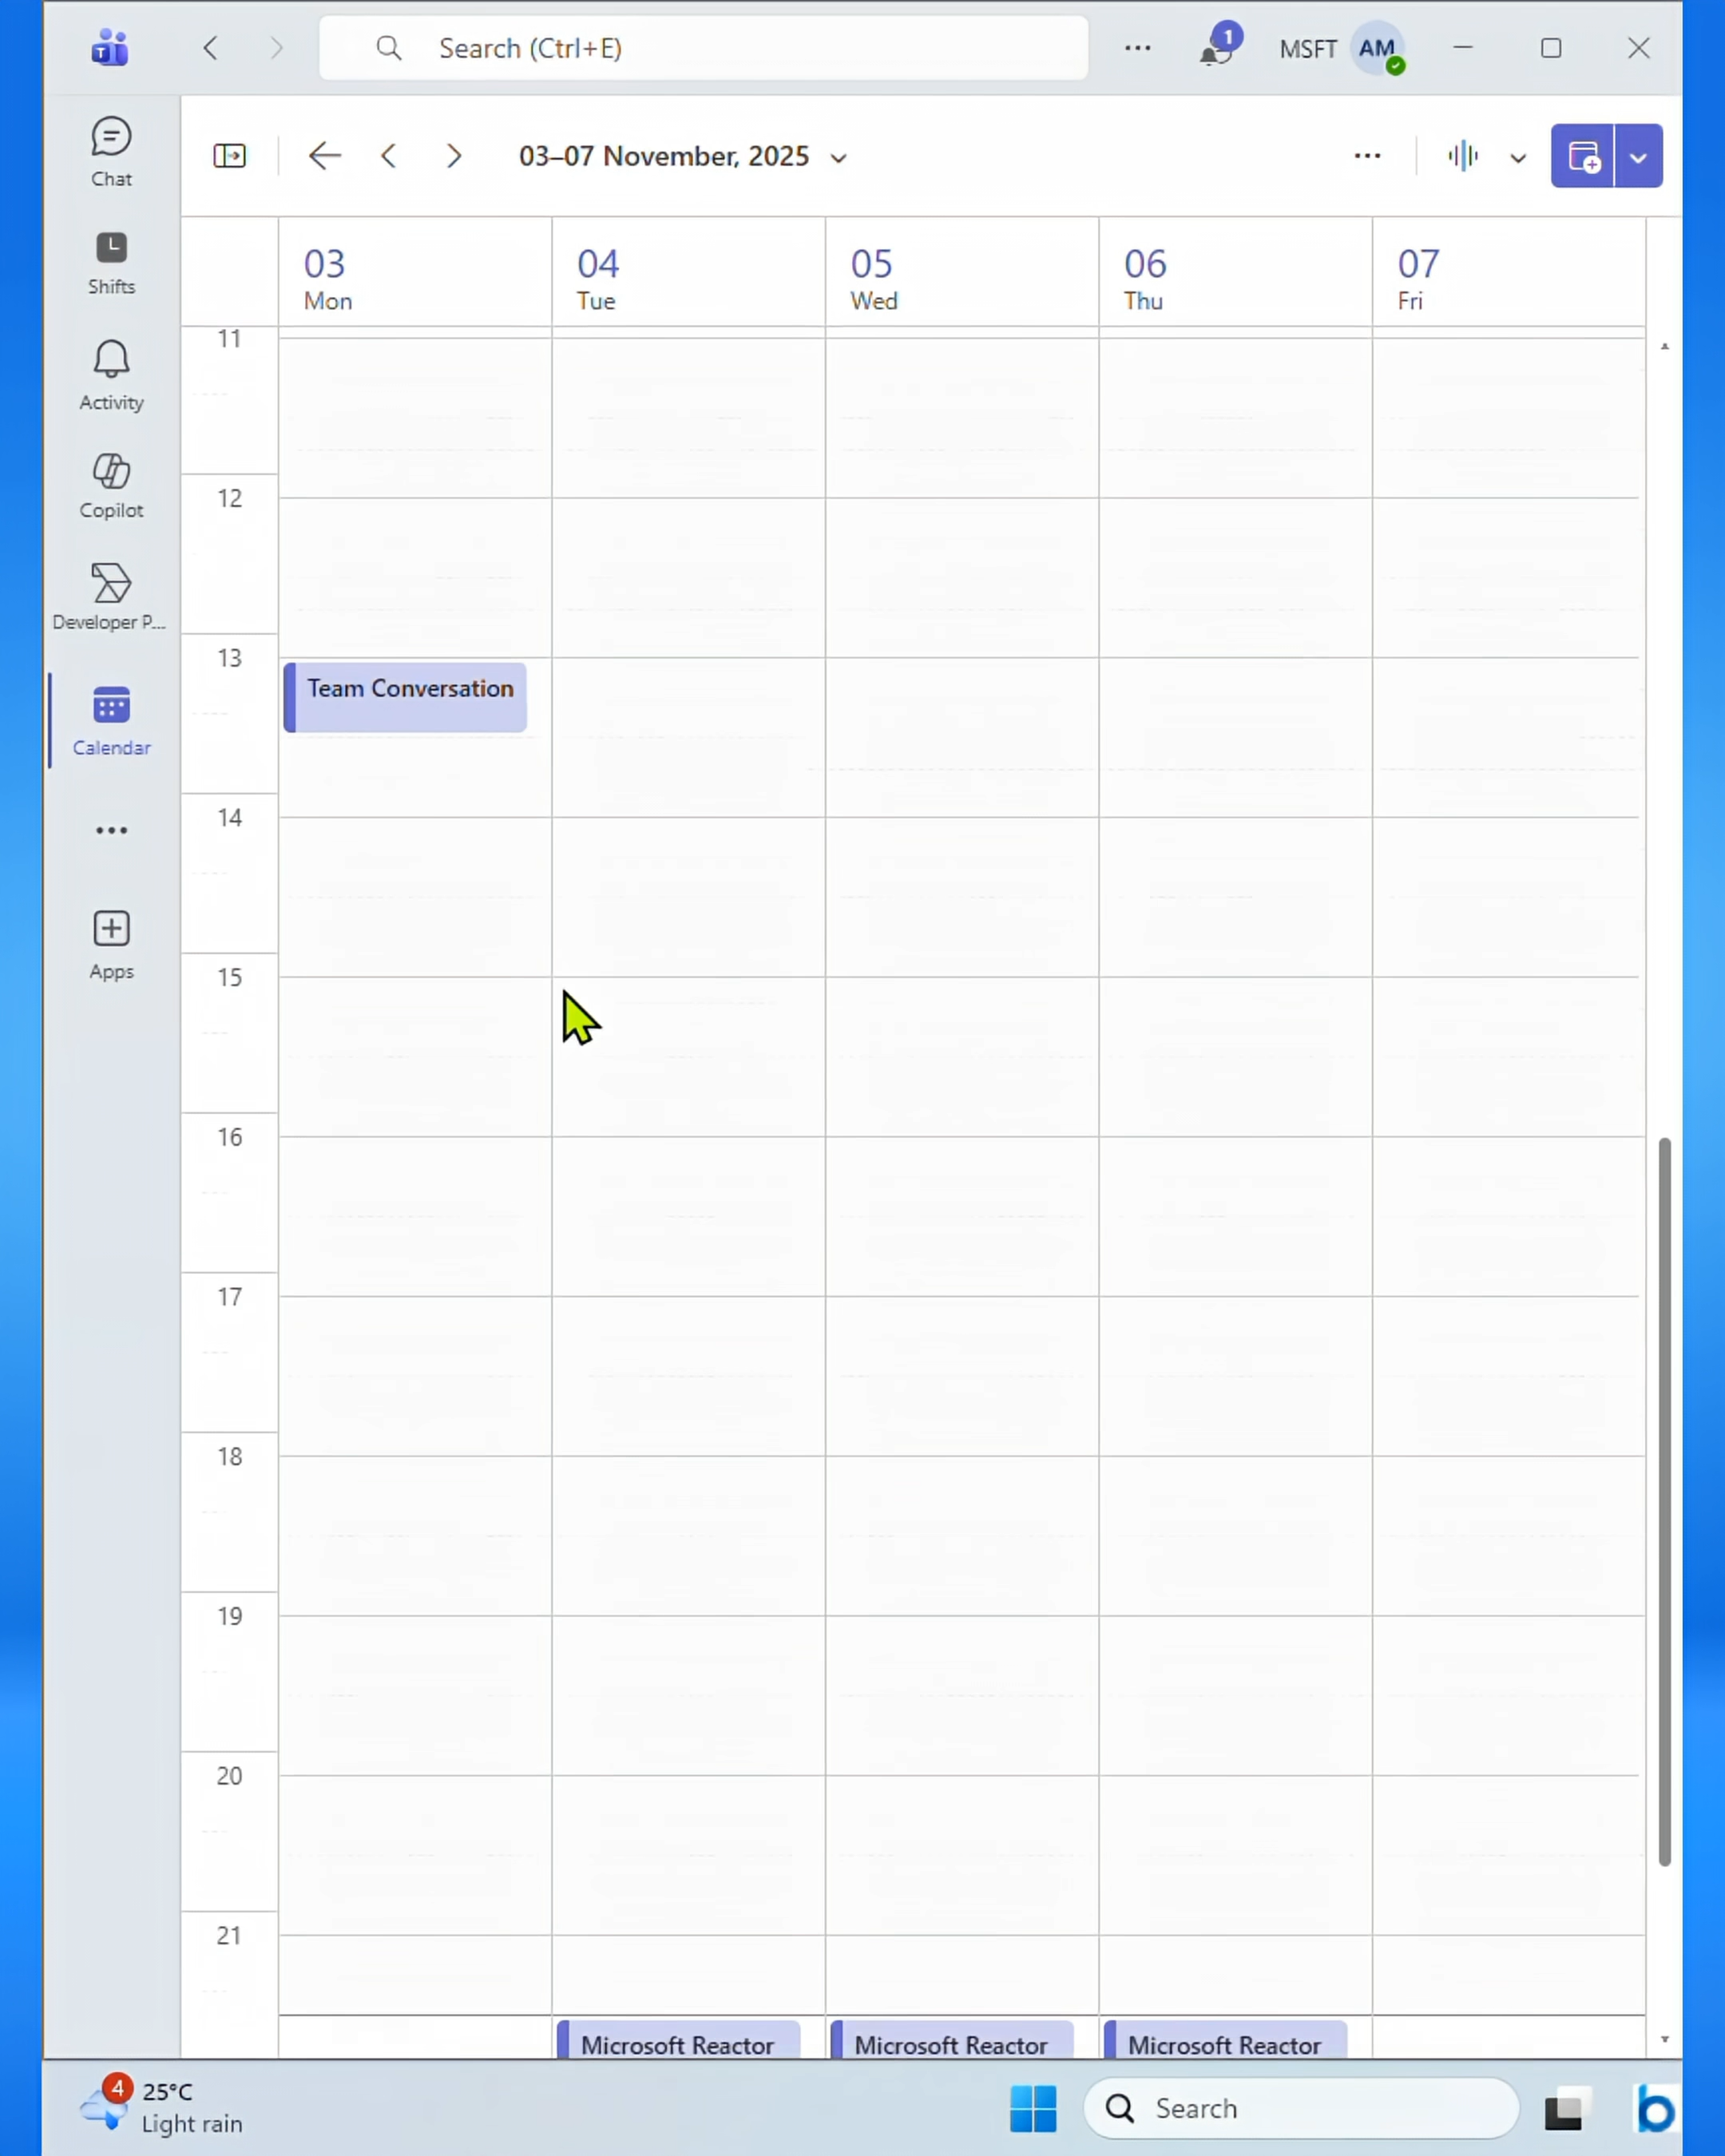 Search (Ctrl+E)
1
MSFT
AM
Chat
Shifts
Activity
Copilot
Developer P...
Calendar
Apps
03–07 November, 2025
03
Mon
04
Tue
05
Wed
06
Thu
07
Fri
11
12
13
Team Conversation
14
15
16
17
18
19
20
21
Microsoft Reactor
Microsoft Reactor
Microsoft Reactor
4
25°C
Light rain
Search